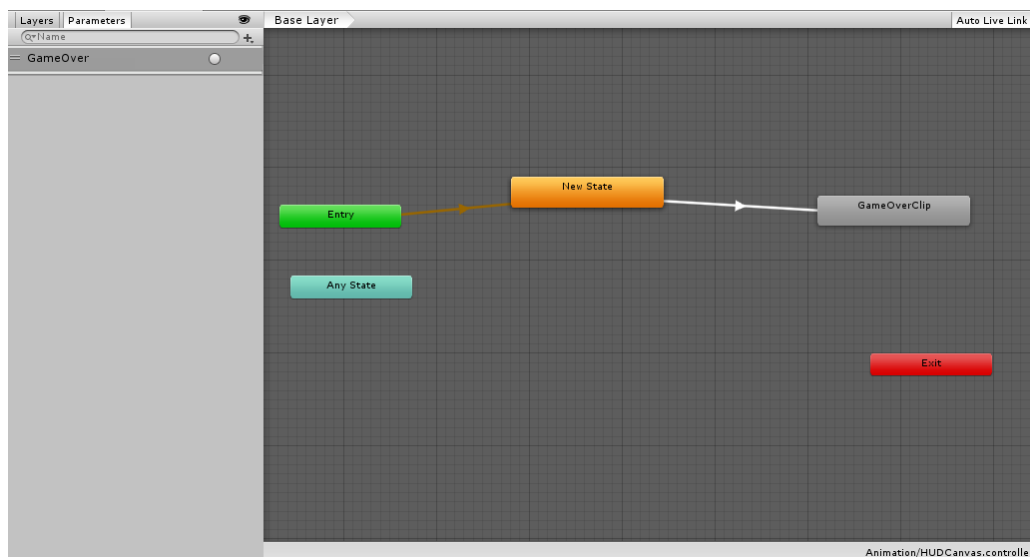 Layers Parameters
Base Layer
Auto Live Link
Name
GameOver
New State
GameOverClip
Entry
Any State
Exit
Animation/HUDCanvas.controlle